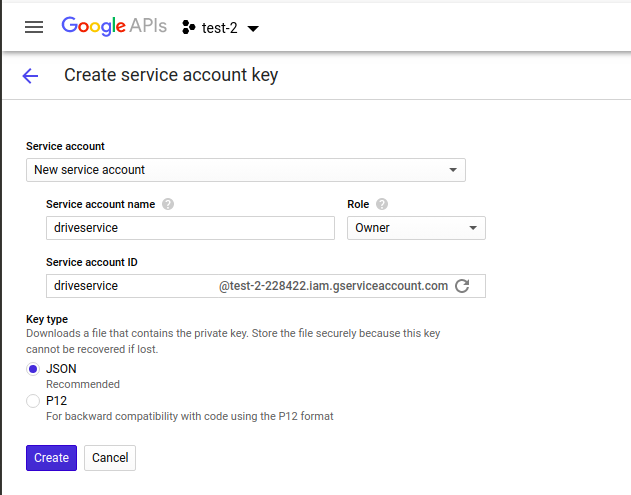 Google APIs test-2
Create service account key
Service account
New service account
Service account name Role
driveservice Owner
Service account ID
driveservice @test-2-228422.iam.gserviceaccount.com
Key type
Downloads a file that contains the private key. Store the file securely because this key
cannot be recovered if lost.
JSON
Recommended
P12
For backward compatibility with code using the P12 format
Create Cancel